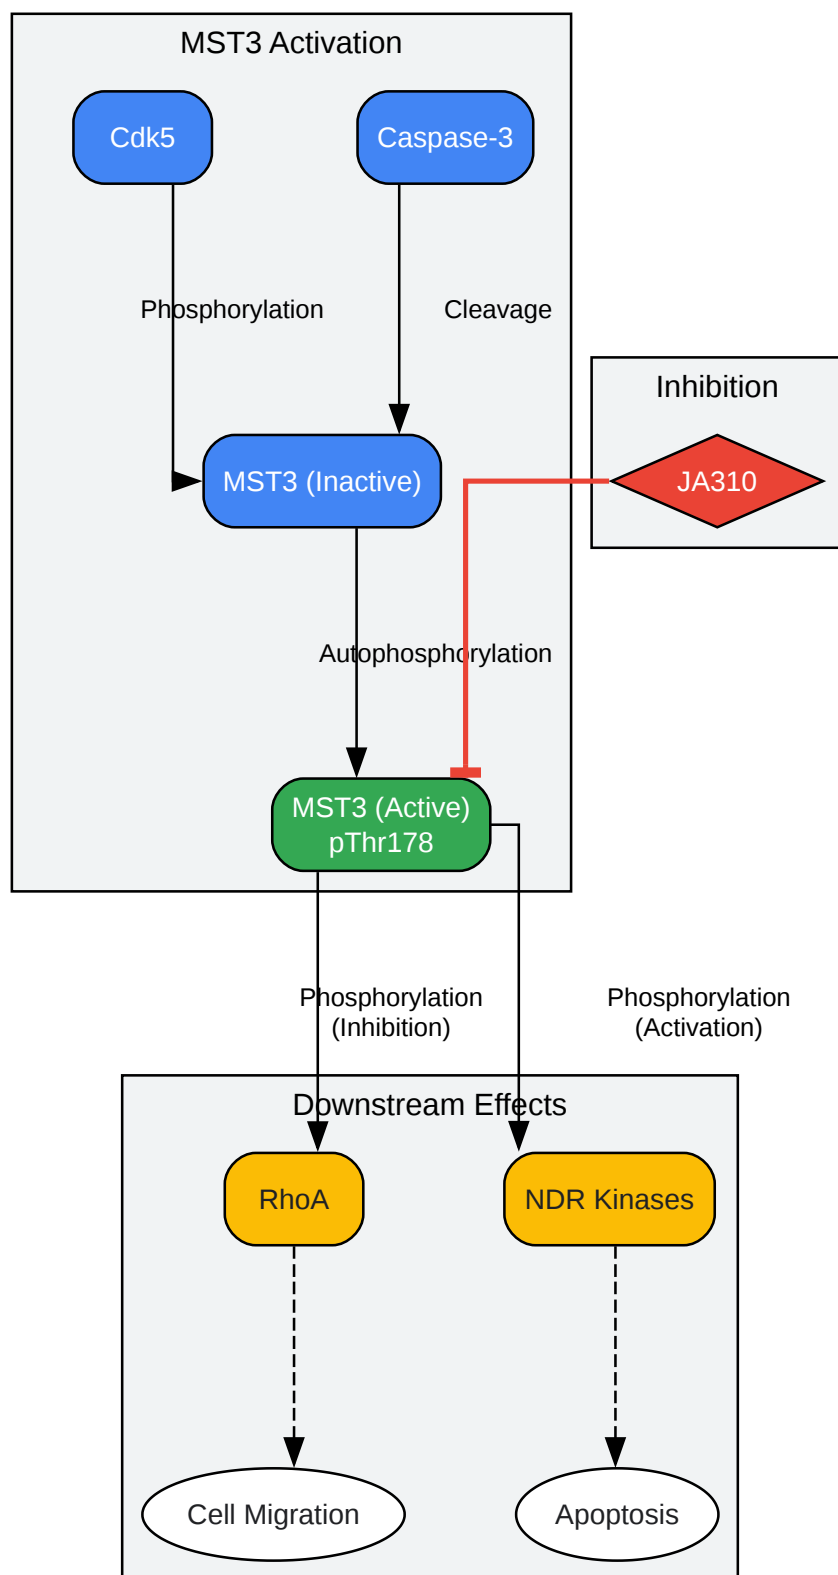 MST3 Activation
Cdk5
Caspase-3
Phosphorylation
Cleavage
Inhibition
MST3 (Inactive)
JA310
Autophosphorylation
MST3 (Active)
pThr178
Phosphorylation
(Inhibition)
Phosphorylation
(Activation)
Downstream Effects
RhoA
NDR Kinases
Cell Migration
Apoptosis